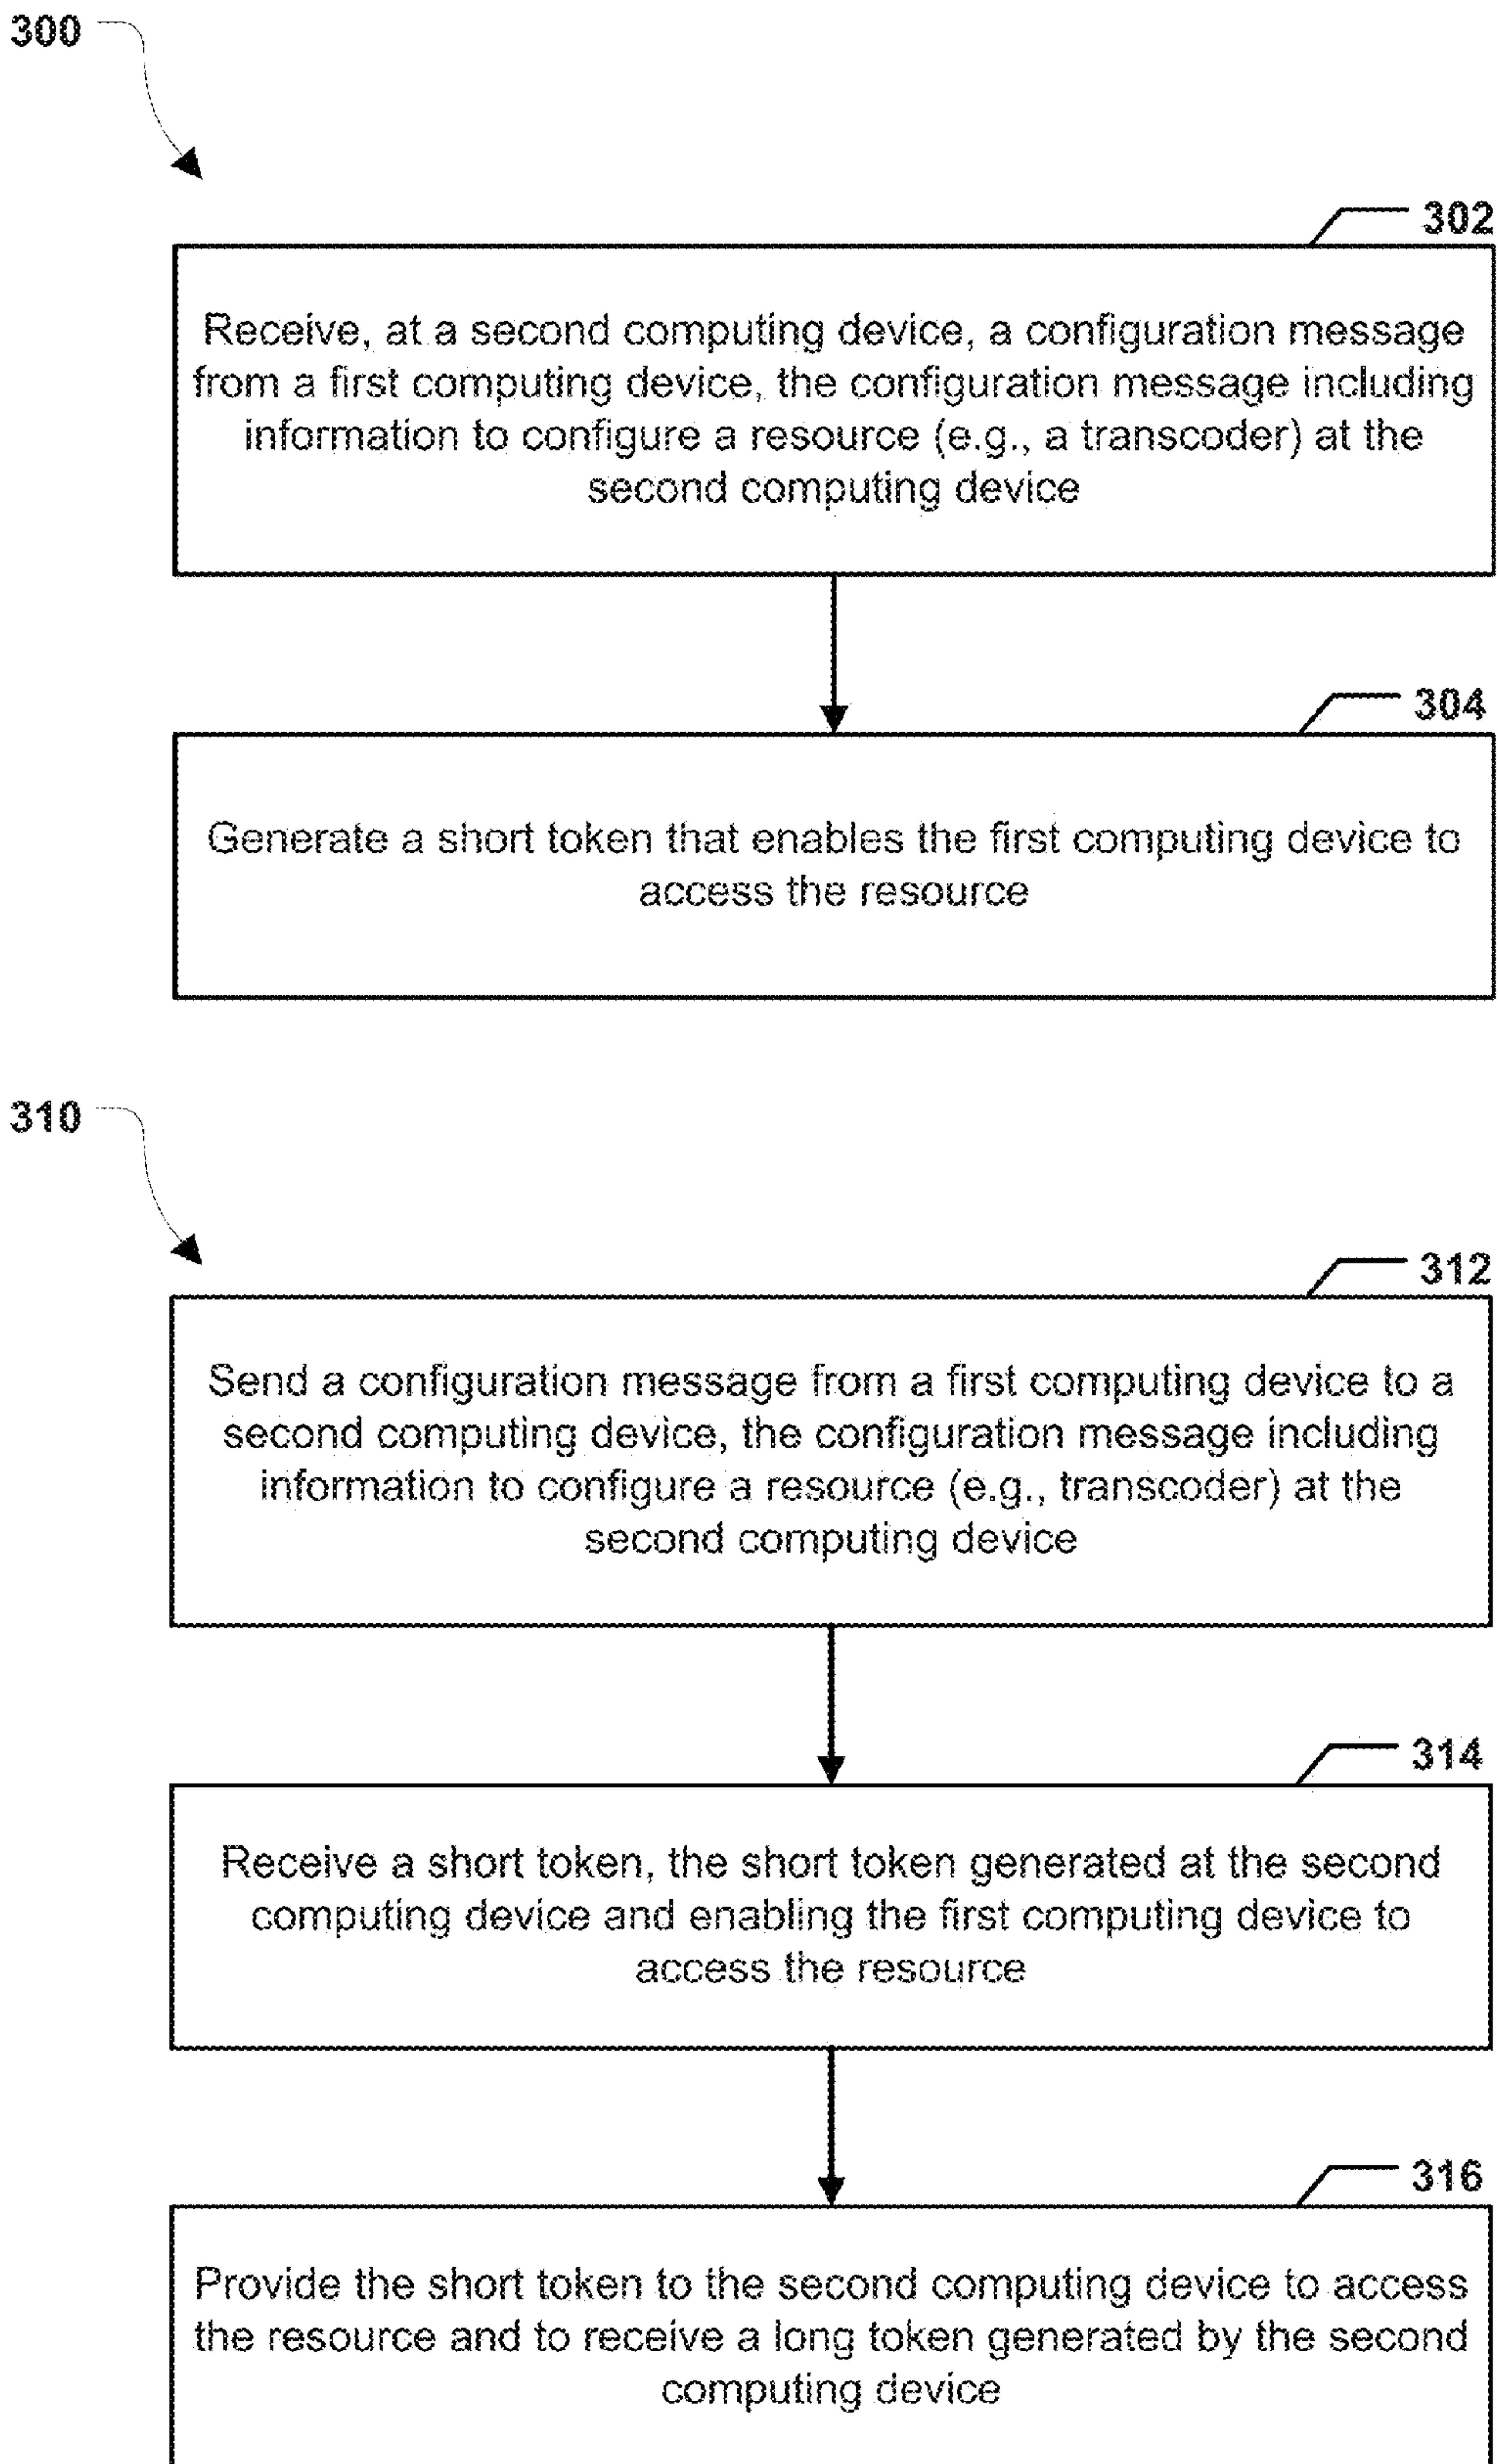 300
302
Receive, at a second computing device, a configuration message
from a first computing device, the configuration message including
information to configure a resource (e.g., a transcoder) at the
second computing device
304
Generate a short token that enables the first computing device to
access the resource
310
312
Send a configuration message from a first computing device to a
second computing device, the configuration message including
information to configure a resource (e.g., transcoder) at the
second computing device
314
Receive a short token, the short token generated at the second
computing device and enabling the first computing device to
access the resource
316
Provide the short token to the second computing device to access
the resource and to receive a long token generated by the second
computing device